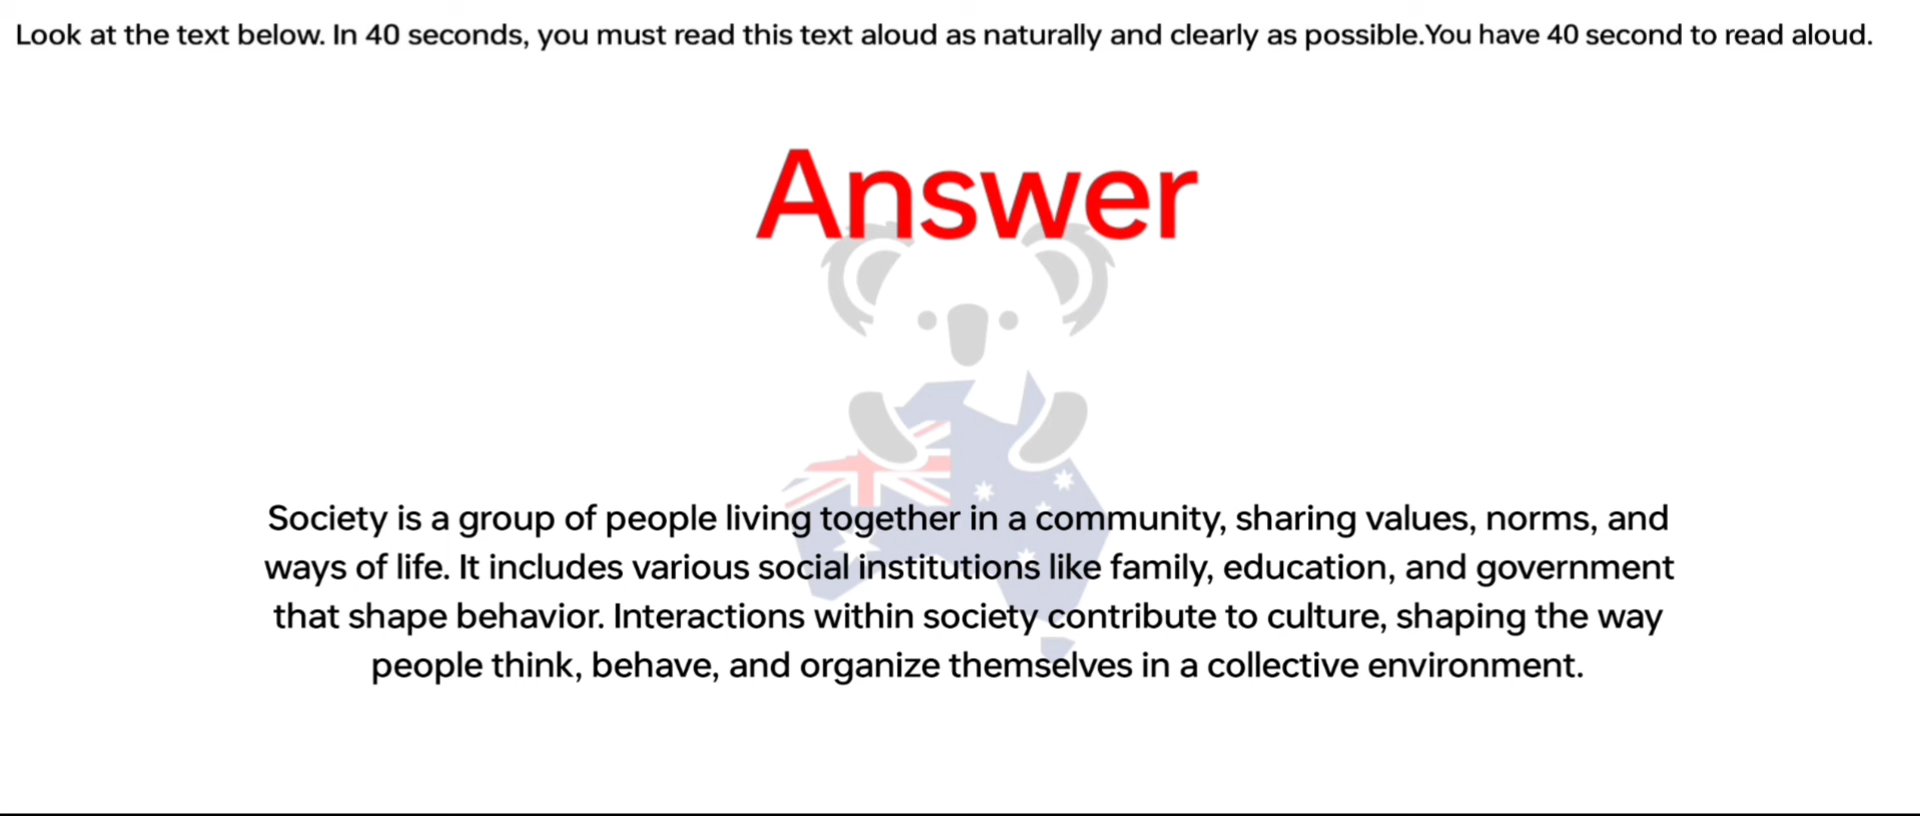 Look at the text below. In 40 seconds, you must read this text aloud as naturally and clearly as possible.You have 40 second to read aloud.
Answer
Society is a group of people living together in a community, sharing values, norms, and
ways of life. It includes various social institutions like family, education, and government
that shape behavior. Interactions within society contribute to culture, shaping the way
people think, behave, and organize themselves in a collective environment.